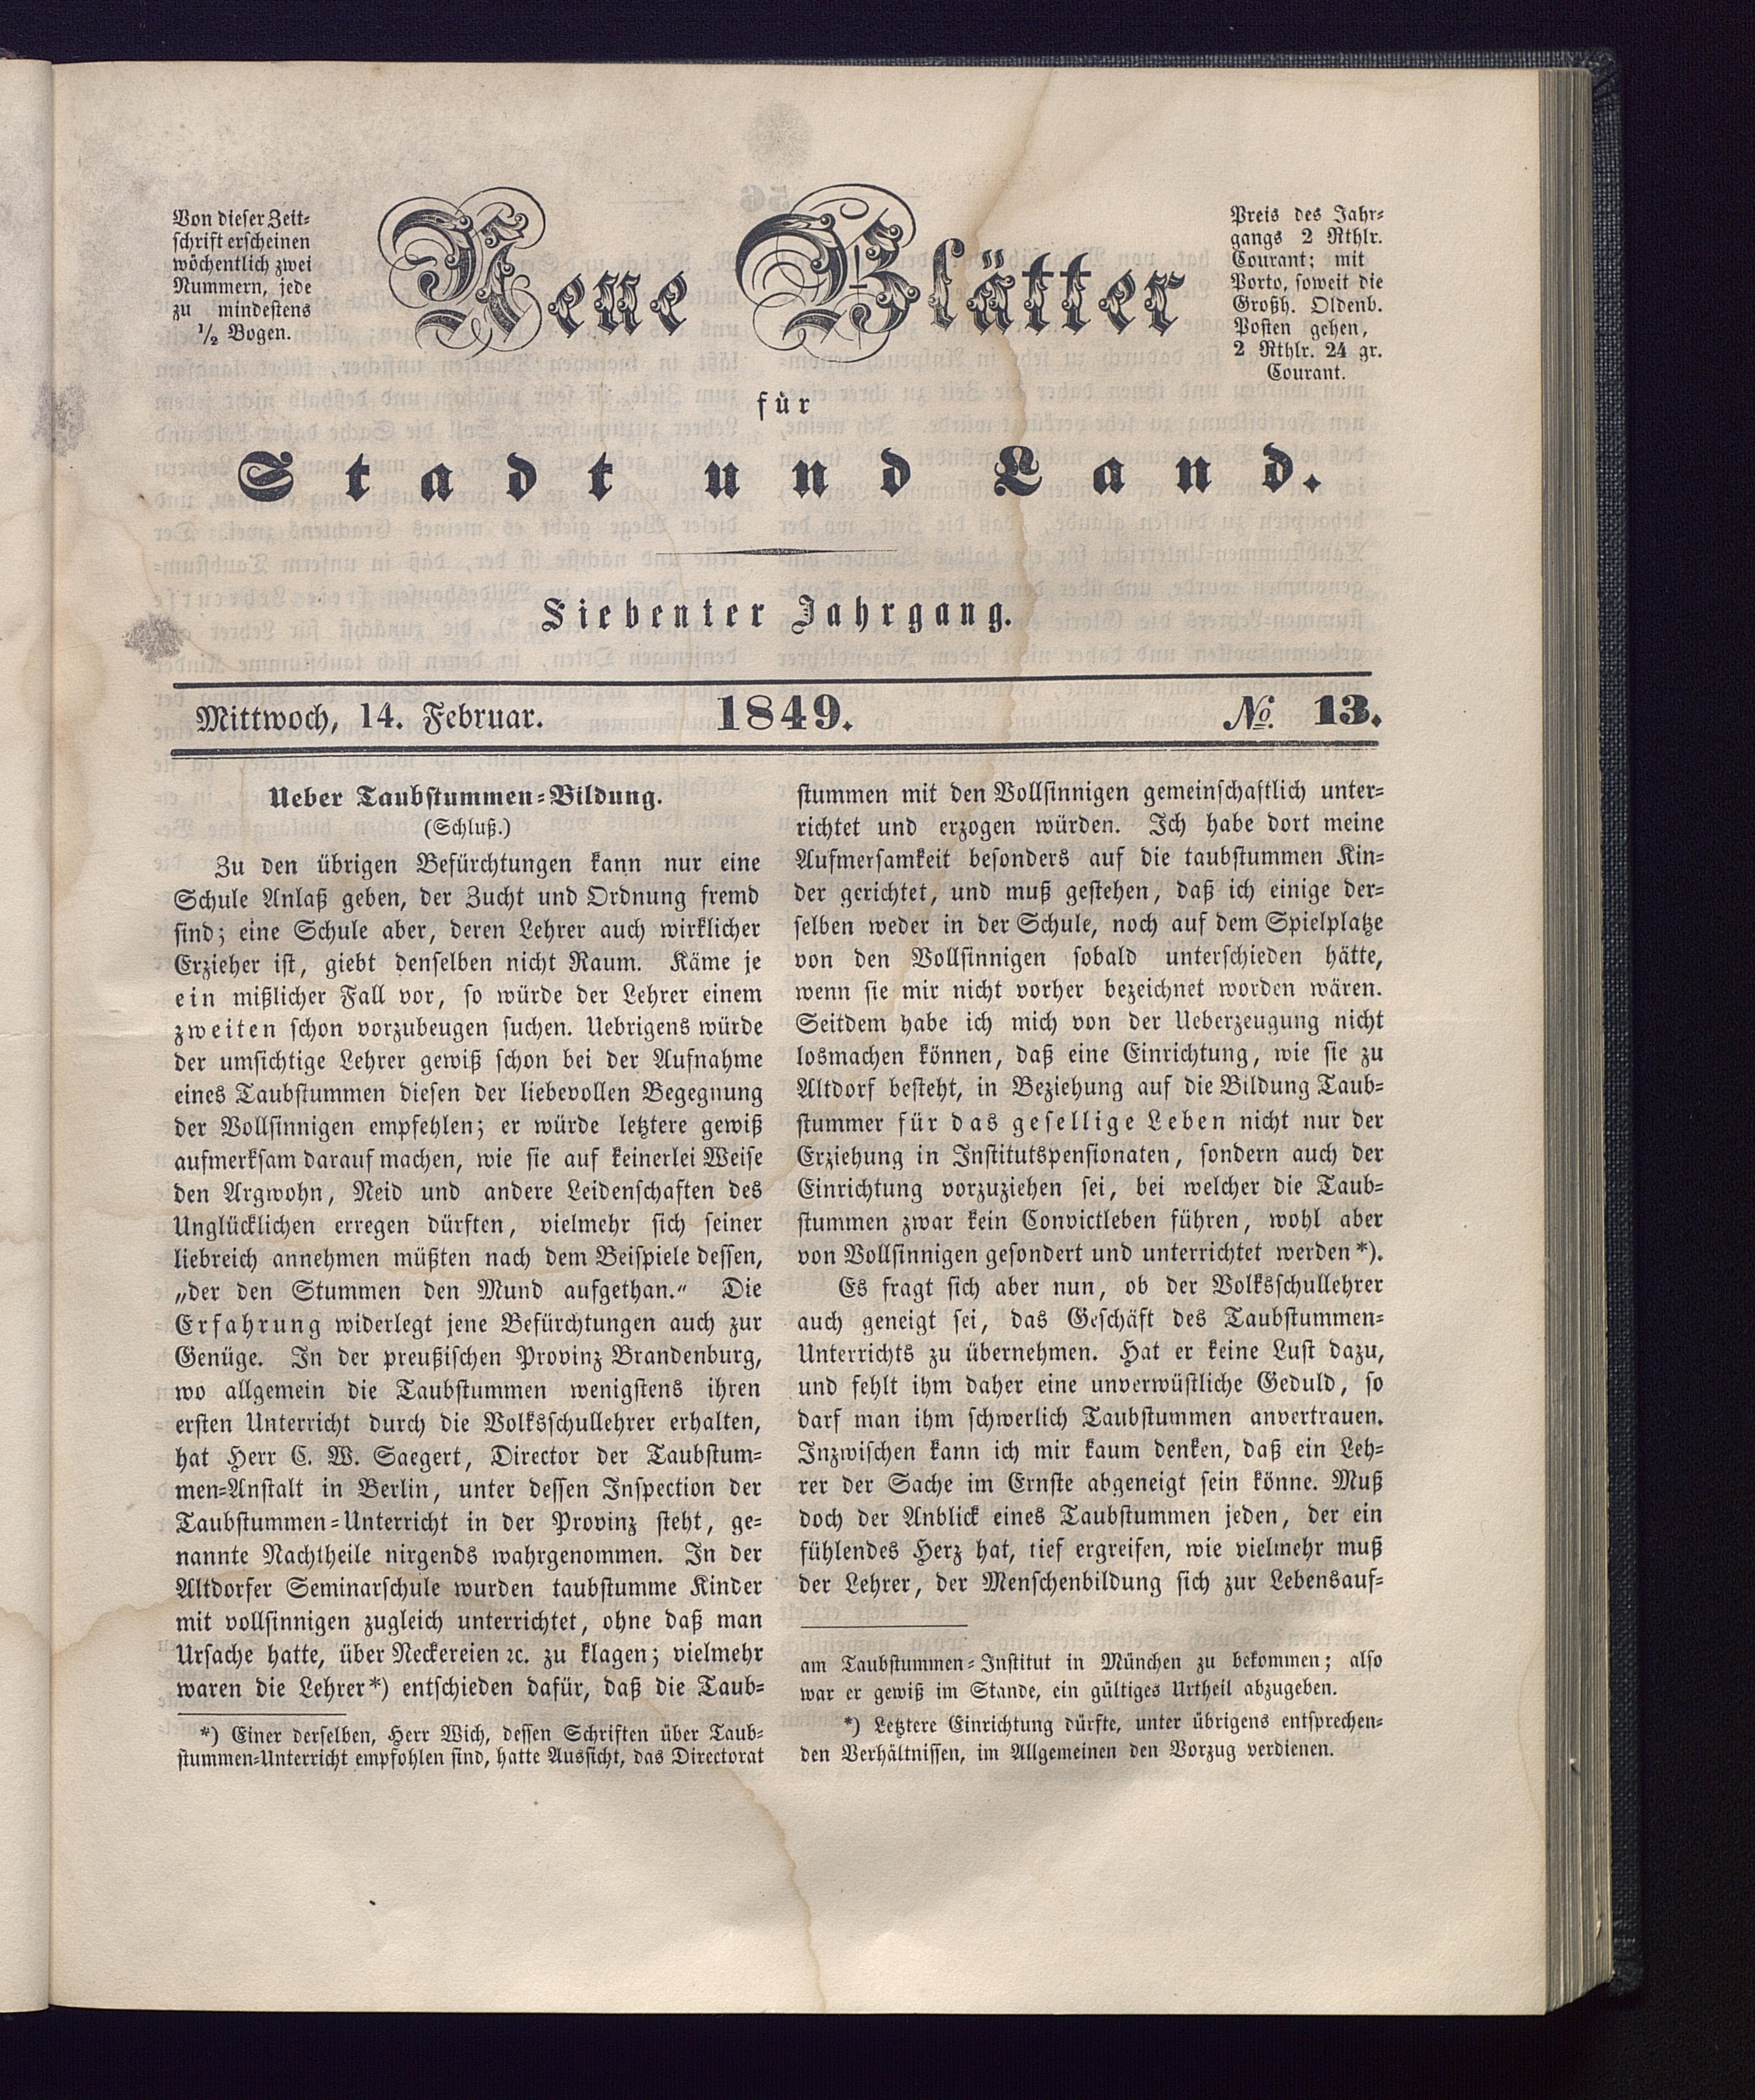 Von dieser Zeit-
schrift erscheinen
wöchentlich zwei
Nummern, jede
zu mindestens
½ Bogen.
Neue Blätter
für
Stadt und Land.
Preis des Jahr-
gangs 2 Rthlr.
Courant; mit
Porto, soweit die
Großh. Oldenb.
Posten gehen,
2 Rthlr. 24 gr.
Courant.
Siebenter Jahrgang.
Mittwoch, 14. Februar. 1849. No. 13.
Ueber Taubstummen-Bildung.
(Schluß.)
Zu den übrigen Befürchtungen kann nur eine
Schule Anlaß geben, der Zucht und Ordnung fremd
sind; eine Schule aber, deren Lehrer auch wirklicher
Erzieher ist, giebt denselben nicht Raum. Käme je
ein mißlicher Fall vor, so würde der Lehrer einem
zweiten schon vorzubeugen suchen. Uebrigens würde
der umsichtige Lehrer gewiß schon bei der Aufnahme
eines Taubstummen diesen der liebevollen Begegnung
der Vollsinnigen empfehlen; er würde letztere gewiß
aufmerksam darauf machen, wie sie auf keinerlei Weise
den Argwohn, Neid und andere Leidenschaften des
Unglücklichen erregen dürften, vielmehr sich seiner
liebreich annehmen müßten nach dem Beispiele dessen,
„der den Stummen den Mund aufgethan.“ Die
Erfahrung widerlegt jene Befürchtungen auch zur
Genüge. In der preußischen Provinz Brandenburg,
wo allgemein die Taubstummen wenigstens ihren
ersten Unterricht durch die Volksschullehrer erhalten,
hat Herr C. W. Saegert, Director der Taubstum-
men-Anstalt in Berlin, unter dessen Inspection der
Taubstummen-Unterricht in der Provinz steht, ge-
nannte Nachtheile nirgends wahrgenommen. In der
Altdorfer Seminarschule wurden taubstumme Kinder
mit vollsinnigen zugleich unterrichtet, ohne daß man
Ursache hatte, über Neckereien ꝛc. zu klagen; vielmehr
waren die Lehrer*) entschieden dafür, daß die Taub-
*) Einer derselben, Herr Wich, dessen Schriften über Taub-
stummen-Unterricht empfohlen sind, hatte Aussicht, das Directorat
stummen mit den Vollsinnigen gemeinschaftlich unter-
richtet und erzogen würden. Ich habe dort meine
Aufmersamkeit besonders auf die taubstummen Kin-
der gerichtet, und muß gestehen, daß ich einige der-
selben weder in der Schule, noch auf dem Spielplatze
von den Vollsinnigen sobald unterschieden hätte,
wenn sie mir nicht vorher bezeichnet worden wären.
Seitdem habe ich mich von der Ueberzeugung nicht
losmachen können, daß eine Einrichtung, wie sie zu
Altdorf besteht, in Beziehung auf die Bildung Taub-
stummer für das gesellige Leben nicht nur der
Erziehung in Institutspensionaten, sondern auch der
Einrichtung vorzuziehen sei, bei welcher die Taub-
stummen zwar kein Convictleben führen, wohl aber
von Vollsinnigen gesondert und unterrichtet werden*).
Es fragt sich aber nun, ob der Volksschullehrer
auch geneigt sei, das Geschäft des Taubstummen-
Unterrichts zu übernehmen. Hat er keine Lust dazu,
und fehlt ihm daher eine unverwüstliche Geduld, so
darf man ihm schwerlich Taubstummen anvertrauen.
Inzwischen kann ich mir kaum denken, daß ein Leh-
rer der Sache im Ernste abgeneigt sein könne. Muß
doch der Anblick eines Taubstummen jeden, der ein
fühlendes Herz hat, tief ergreifen, wie vielmehr muß
der Lehrer, der Menschenbildung sich zur Lebensauf-
am Taubstummen-Institut in München zu bekommen; also
war er gewiß im Stande, ein gültiges Urtheil abzugeben.
*) Letztere Einrichtung dürfte, unter übrigens entsprechen-
den Verhältnissen, im Allgemeinen den Vorzug verdienen.